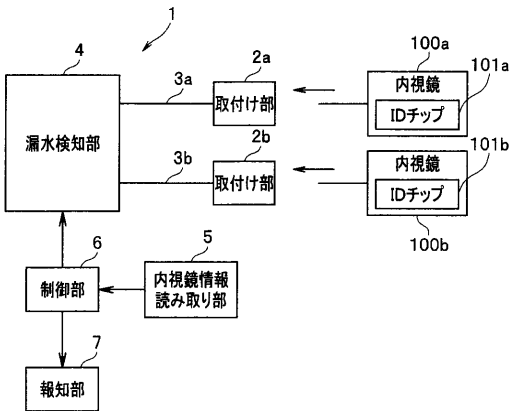 1
4
漏水検知部
3a
2a
取付け部
100a
内視鏡
101a
IDチップ
3b
2b
取付け部
内視鏡
101b
IDチップ
100b
6
制御部
5
内視鏡情報
読み取り部
7
報知部